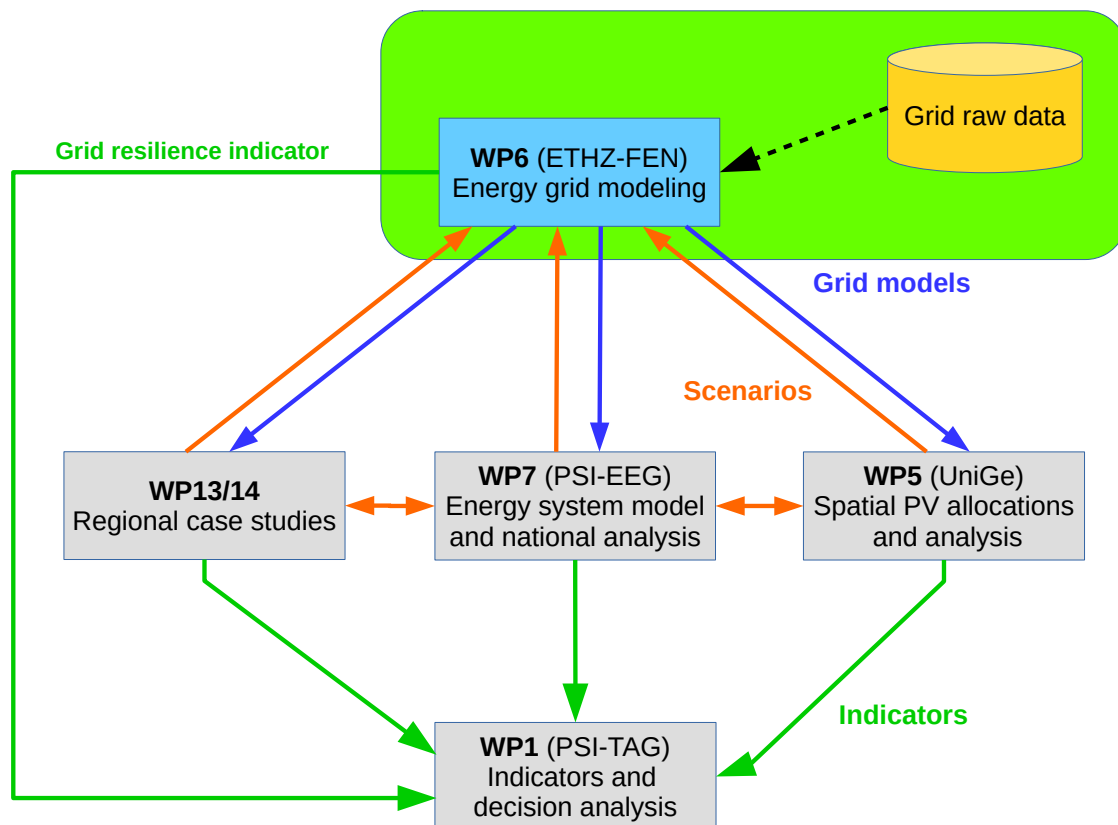 Grid raw data
Grid resilience indicator
WP6 (ETHZ-FEN)
Energy grid modeling
Grid models
Scenarios
WP13/14
Regional case studies
WP7 (PSI-EEG)
Energy system model
and national analysis
WP5 (UniGe)
Spatial PV allocations
and analysis
Indicators
WP1 (PSI-TAG)
Indicators and
decision analysis